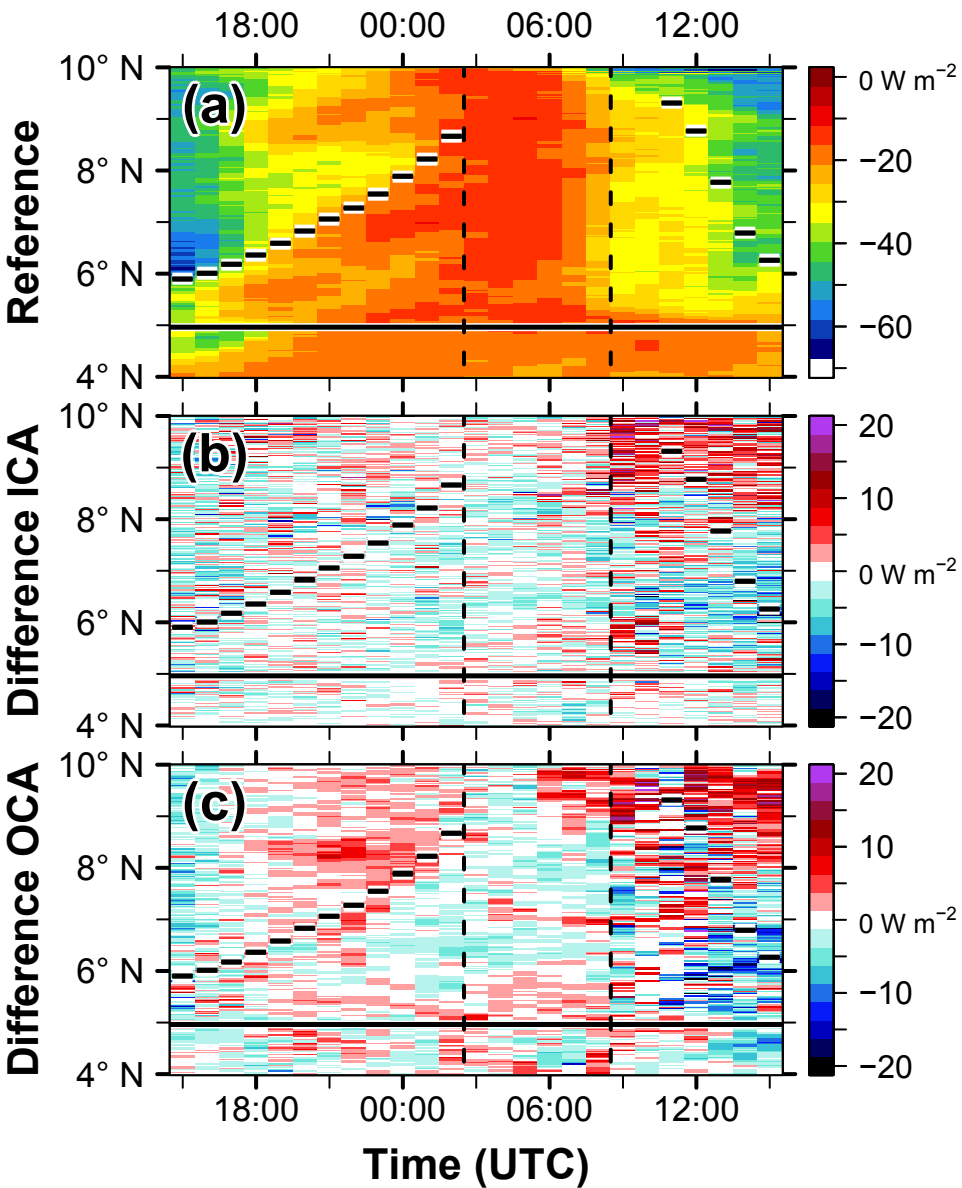 18:00 00:00 06:00 12:00
Reference
(a)
10° N
8° N
6° N
4° N
0 W m⁻²
−20
−40
−60
Difference ICA
(b)
10° N
8° N
6° N
4° N
20
10
0 W m⁻²
−10
−20
Difference OCA
(c)
10° N
8° N
6° N
4° N
20
10
0 W m⁻²
−10
−20
18:00 00:00 06:00 12:00
Time (UTC)